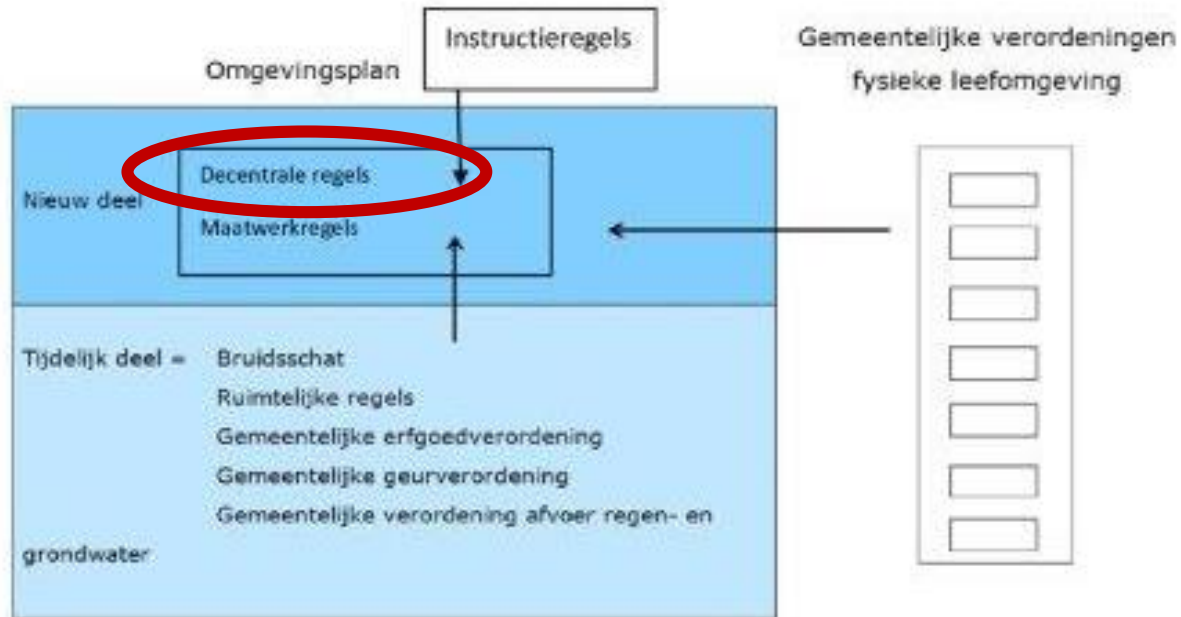 Instructieregels
Omgevingsplan
Gemeentelijke verordeningen
fysieke leefomgeving
Decentrale regels
Nieuw deel
Maatwerkregels
Tijdelijk deel = Bruidsschat
Ruimtelijke regels
Gemeentelijke erfgoedverordening
Gemeentelijke geurverordening
Gemeentelijke verordening afvoer regen- en
grondwater